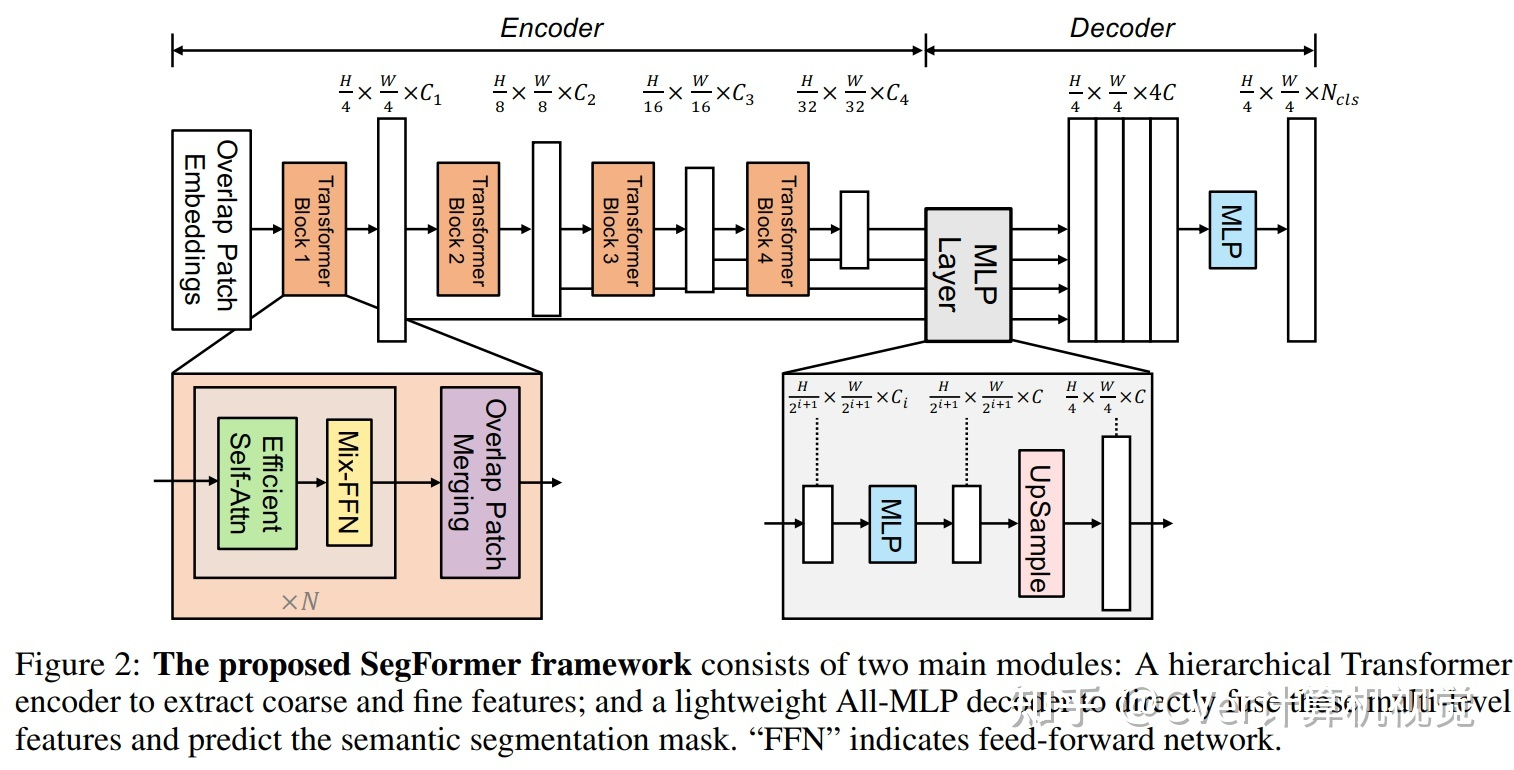 Encoder
Decoder
H/4 × W/4 × C₁
H/8 × W/8 × C₂
H/16 × W/16 × C₃
H/32 × W/32 × C₄
H/4 × W/4 × 4C
H/4 × W/4 × N_cls
Overlap Patch
Embeddings
Transformer
Block 1
Transformer
Block 2
Transformer
Block 3
Transformer
Block 4
MLP
Layer
MLP
Efficient
Self-Attn
Mix-FFN
Overlap Patch
Merging
×N
H/2^{i+1} × W/2^{i+1} × C_i
H/2^{i+1} × W/2^{i+1} × C
H/4 × W/4 × C
MLP
UpSample
Figure 2: The proposed SegFormer framework consists of two main modules: A hierarchical Transformer
encoder to extract coarse and fine features; and a lightweight All-MLP decoder to directly fuse these multi-level
features and predict the semantic segmentation mask. “FFN” indicates feed-forward network.
知乎 @CVer计算机视觉